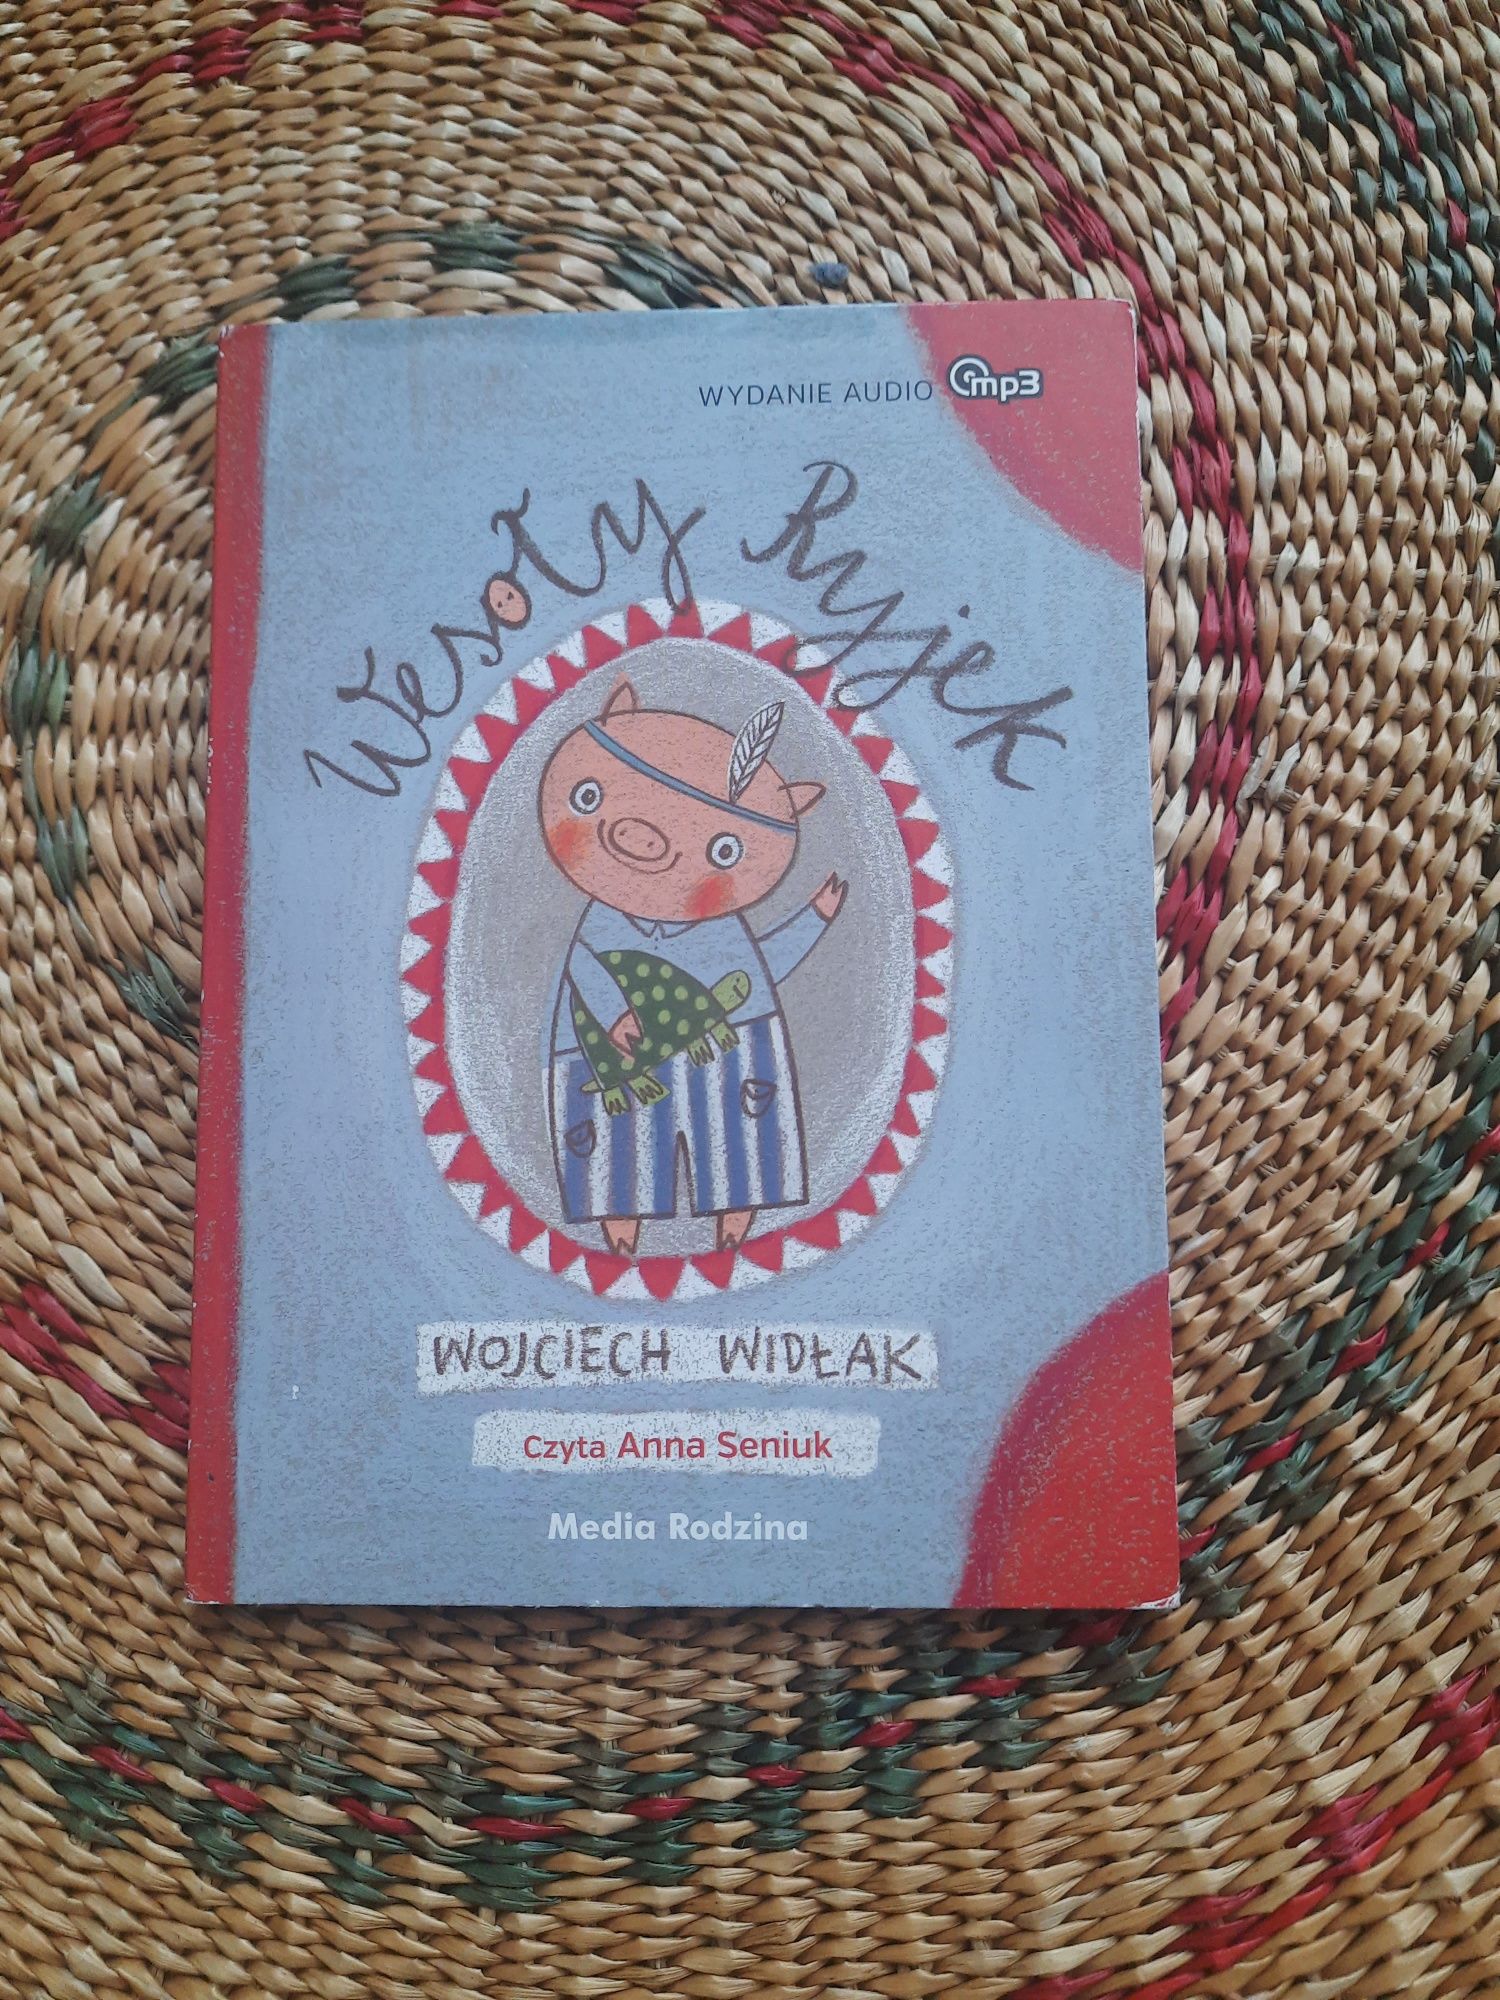 WYDANIE AUDIO mp3
Wesoły Ryjek
WOJCIECH WIDŁAK
Czyta Anna Seniuk
Media Rodzina